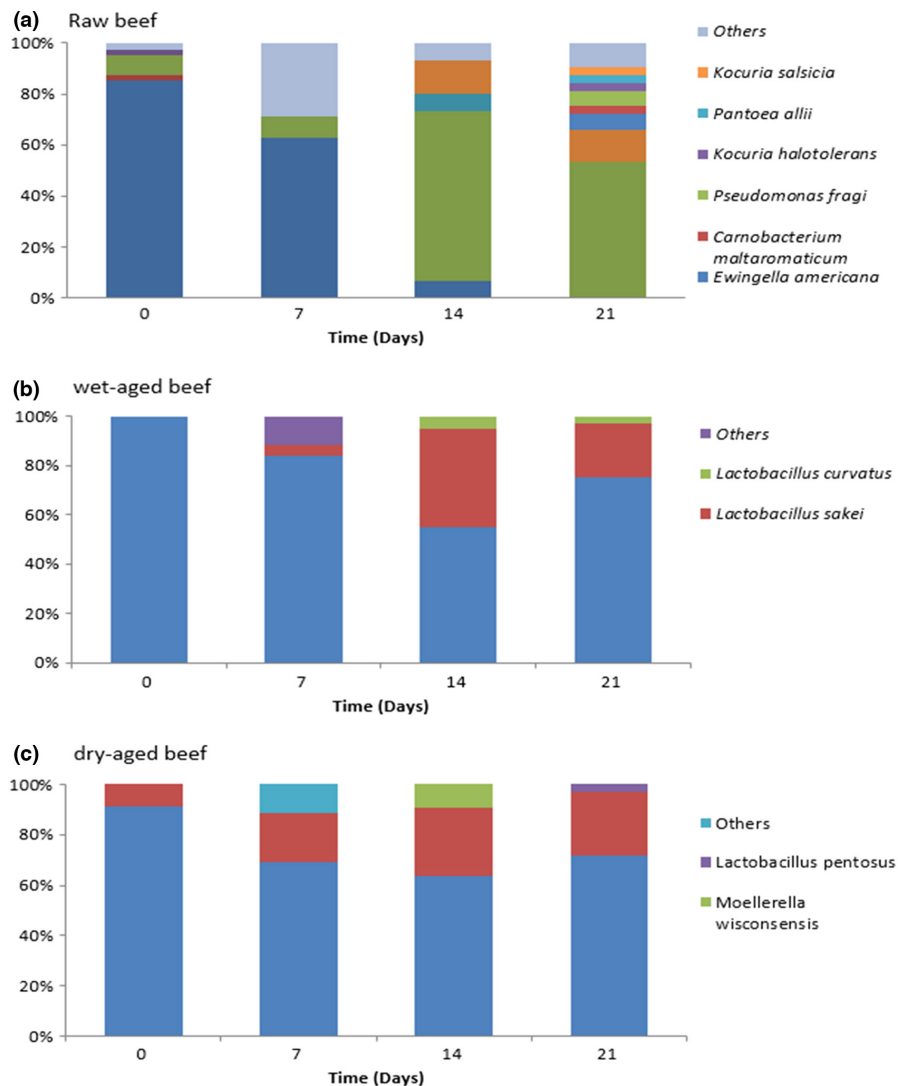 (a)
Raw beef
100%
80%
60%
40%
20%
0%
0 7 14 21
Time (Days)
Others
Kocuria salsicia
Pantoea allii
Kocuria halotolerans
Pseudomonas fragi
Carnobacterium
maltaromaticum
Ewingella americana
(b)
wet-aged beef
100%
80%
60%
40%
20%
0%
0 7 14 21
Time (Days)
Others
Lactobacillus curvatus
Lactobacillus sakei
(c)
dry-aged beef
100%
80%
60%
40%
20%
0%
0 7 14 21
Time (Days)
Others
Lactobacillus pentosus
Moellerella
wisconsensis